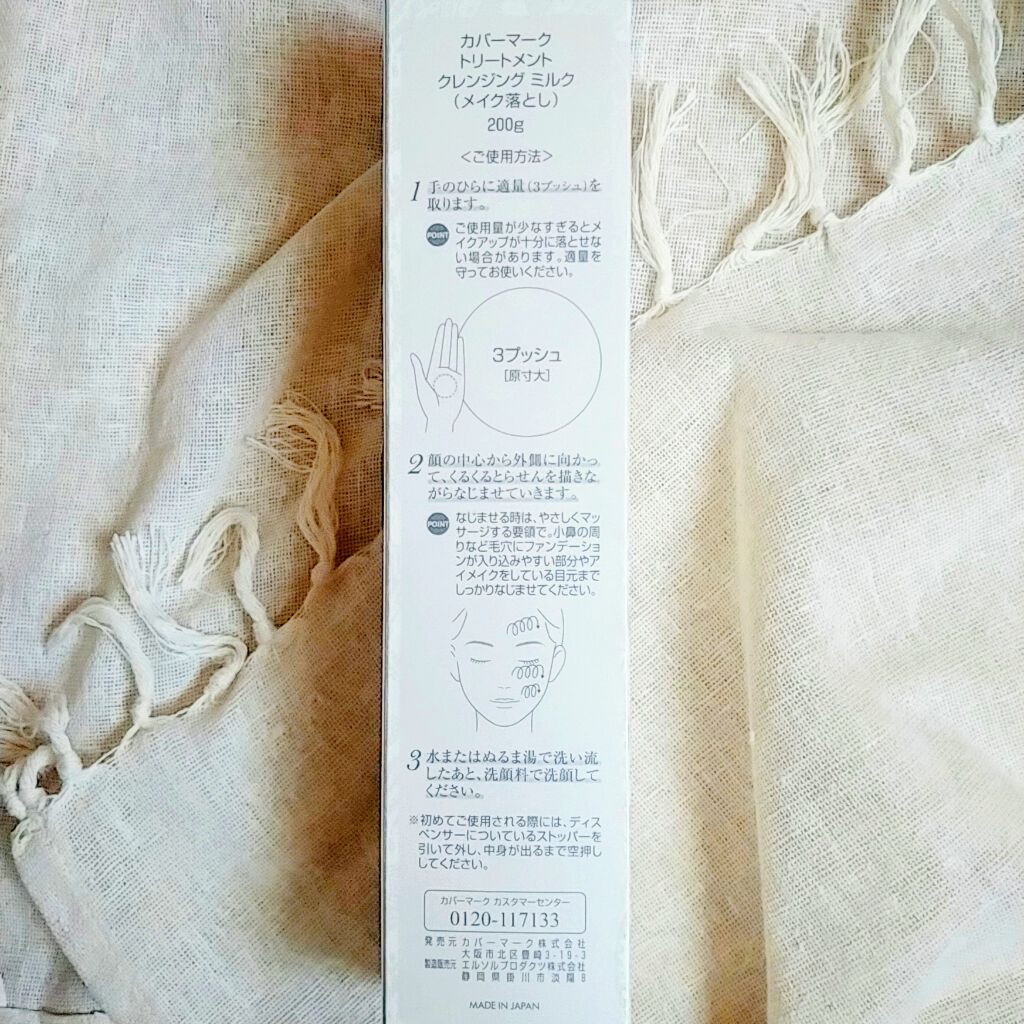 カバーマーク
トリートメント
クレンジング ミルク
（メイク落とし）
200g
＜ご使用方法＞
1 手のひらに適量（3プッシュ）を
取ります。
POINT ご使用量が少なすぎるとメ
イクアップが十分に落とせな
い場合があります。適量を
守ってお使いください。
3プッシュ
［原寸大］
2 顔の中心から外側に向かっ
て、くるくるとらせんを描きな
がらなじませていきます。
POINT なじませる時は、やさしくマッ
サージする要領で。小鼻の周
りなど毛穴にファンデーショ
ンが入り込みやすい部分やア
イメイクをしている目元まで
しっかりなじませてください。
3 水またはぬるま湯で洗い流
したあと、洗顔料で洗顔して
ください。
※初めてご使用される際には、ディス
ペンサーについているストッパーを
引いて外し、中身が出るまで空押し
してください。
カバーマーク カスタマーセンター
0120-117133
発売元 カバーマーク株式会社
大阪市北区豊崎3-19-3
製造販売元 エルソルプロダクツ株式会社
静岡県掛川市淡陽8
MADE IN JAPAN